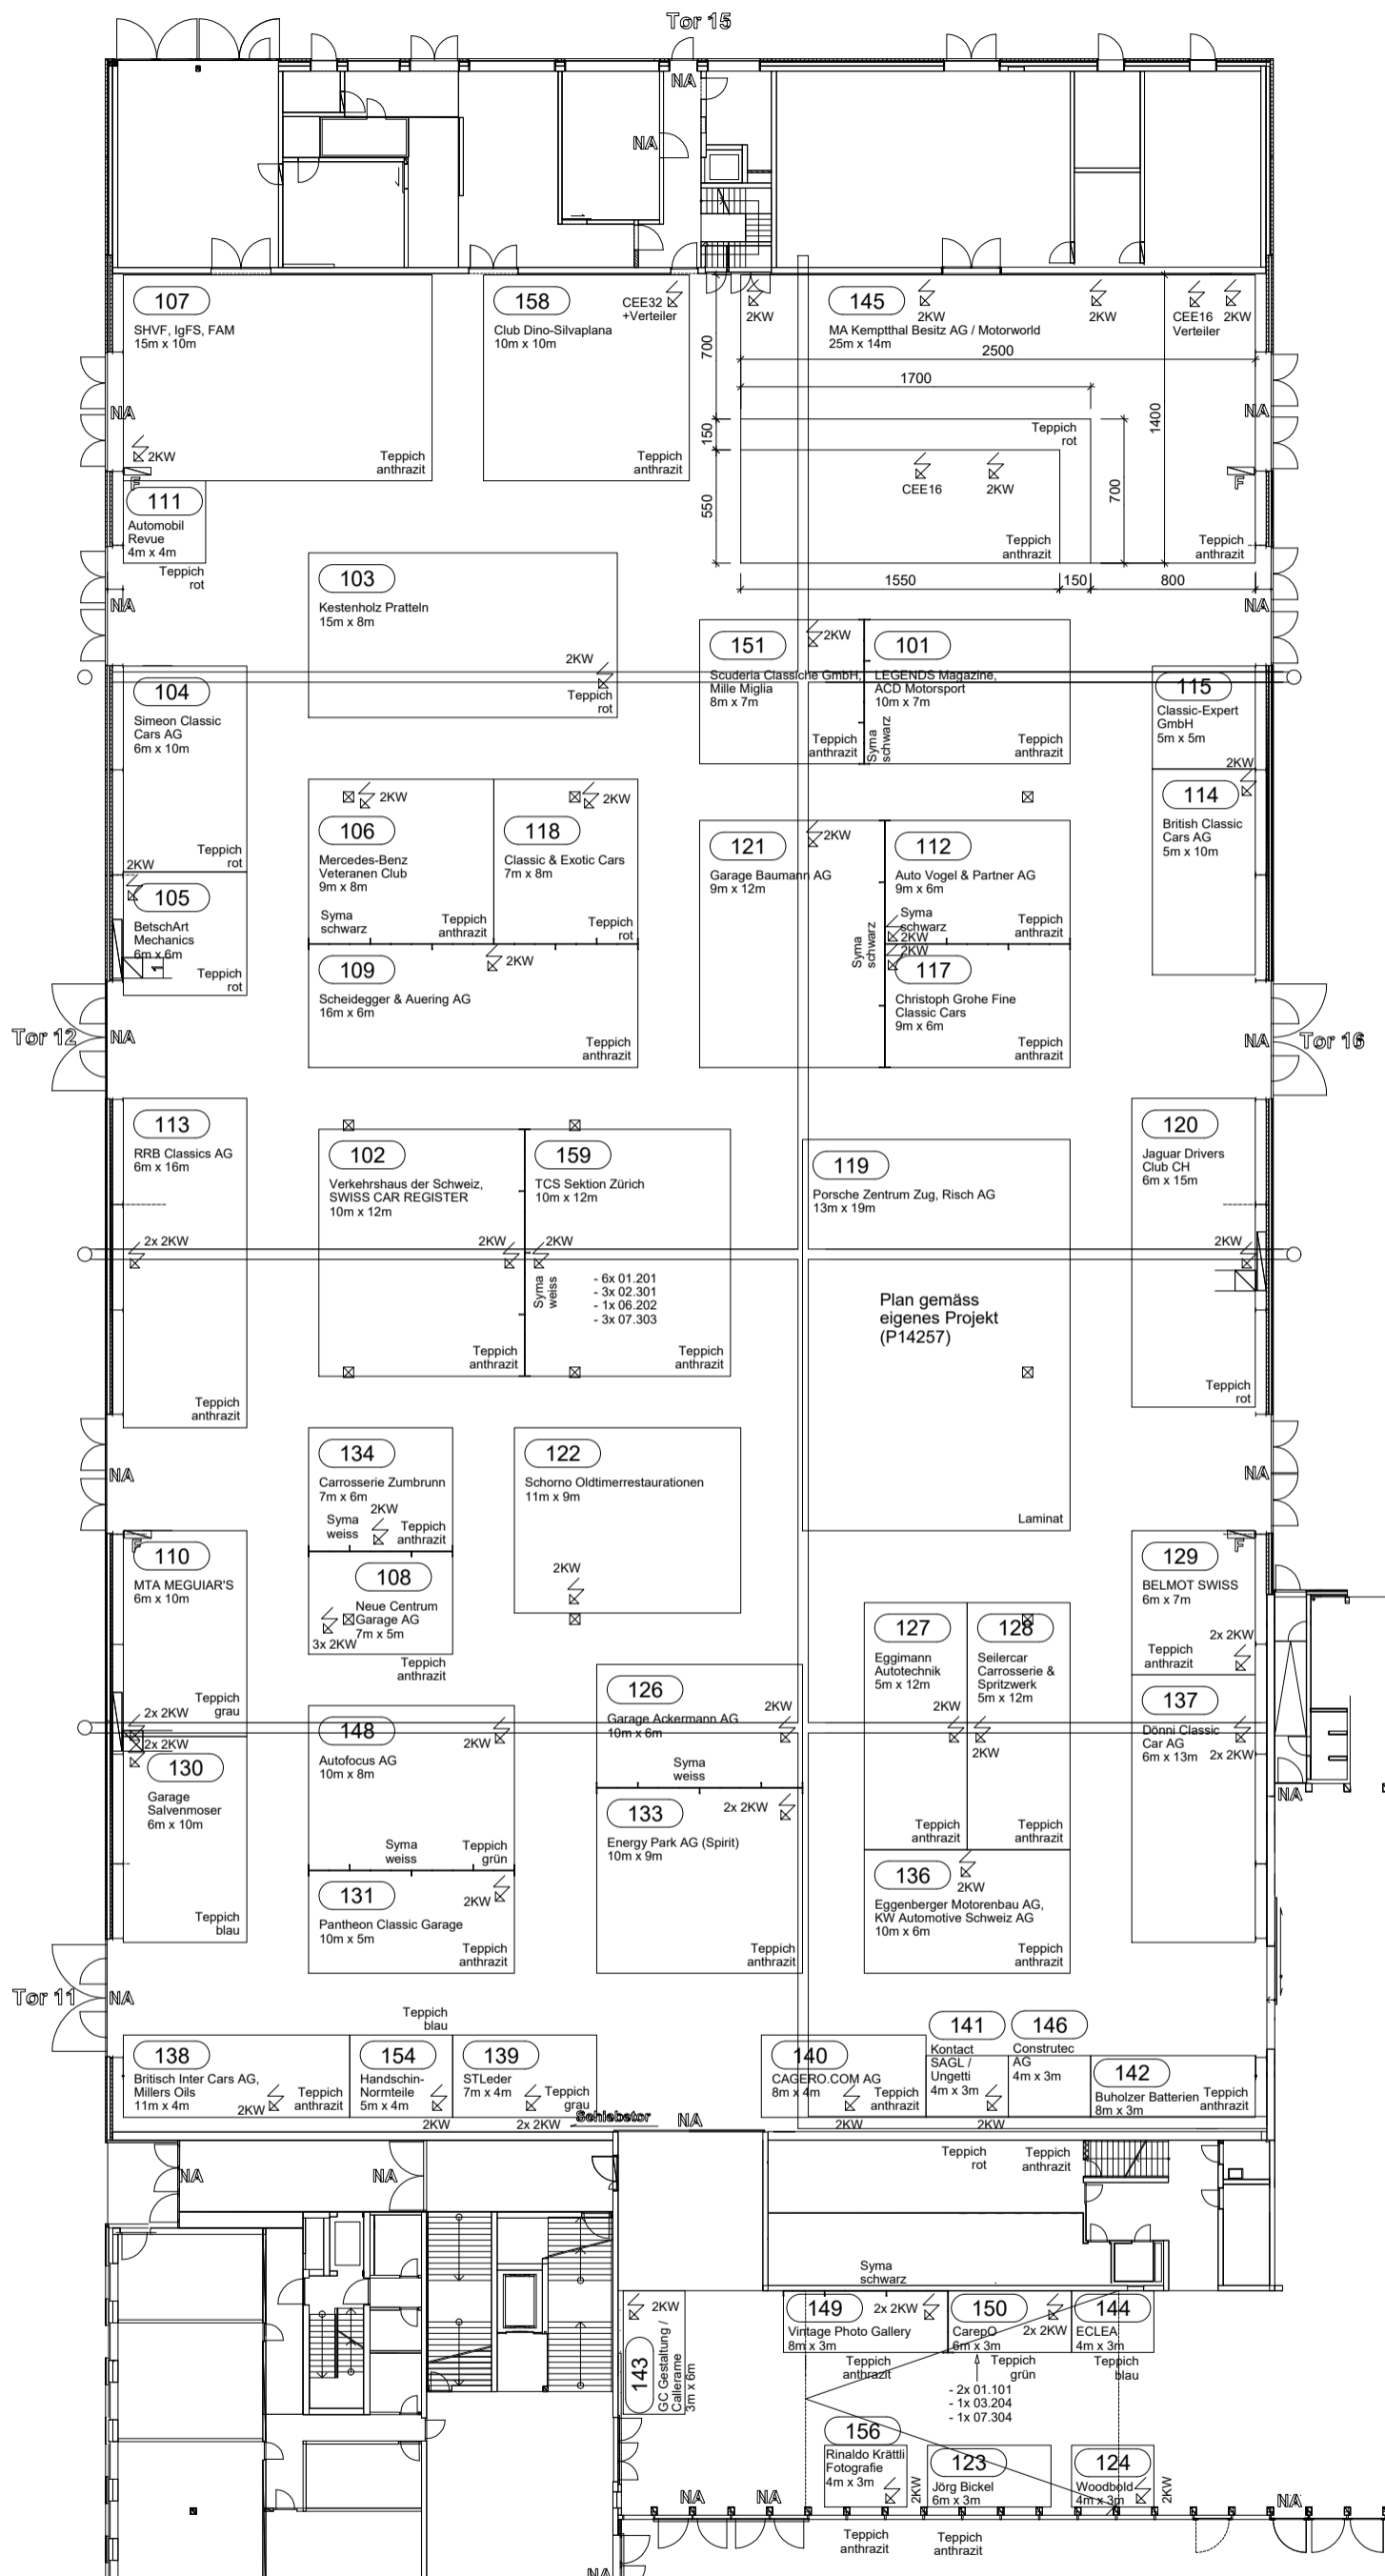 Tor 15
NA
NA
107
SHVF, IgFS, FAM
15m x 10m
2KW
Teppich
anthrazit
158
Club Dino-Silvaplana
10m x 10m
CEE32
+Verteiler
Teppich
anthrazit
145
MA Kemptthal Besitz AG / Motorworld
25m x 14m
2KW
2KW
2KW
CEE16
Verteiler
2KW
2500
1700
700
150
550
1400
700
Teppich
rot
CEE16
2KW
Teppich
anthrazit
Teppich
anthrazit
1550
150
800
NA
NA
F
F
111
Automobil
Revue
4m x 4m
Teppich
rot
NA
NA
103
Kestenholz Pratteln
15m x 8m
2KW
Teppich
rot
151
Scuderia Classiche GmbH,
Mille Miglia
8m x 7m
2KW
Teppich
anthrazit
Syma
schwarz
101
LEGENDS Magazine,
ACD Motorsport
10m x 7m
Teppich
anthrazit
104
Simeon Classic
Cars AG
6m x 10m
Teppich
rot
115
Classic-Expert
GmbH
5m x 5m
2KW
114
British Classic
Cars AG
5m x 10m
106
Mercedes-Benz
Veteranen Club
9m x 8m
2KW
Syma
schwarz
Teppich
anthrazit
118
Classic & Exotic Cars
7m x 8m
2KW
Teppich
rot
121
Garage Baumann AG
9m x 12m
2KW
Syma
schwarz
112
Auto Vogel & Partner AG
9m x 6m
Syma
schwarz
2KW
Teppich
anthrazit
2KW
105
BetschArt
Mechanics
6m x 6m
1
Teppich
rot
109
Scheidegger & Auering AG
16m x 6m
2KW
Teppich
anthrazit
2KW
117
Christoph Grohe Fine
Classic Cars
9m x 6m
Teppich
anthrazit
Tor 12
NA
NA
Tor 16
113
RRB Classics AG
6m x 16m
2x 2KW
Teppich
anthrazit
102
Verkehrshaus der Schweiz,
SWISS CAR REGISTER
10m x 12m
2KW
Teppich
anthrazit
159
TCS Sektion Zürich
10m x 12m
2KW
Syma
weiss
- 6x 01.201
- 3x 02.301
- 1x 06.202
- 3x 07.303
Teppich
anthrazit
119
Porsche Zentrum Zug, Risch AG
13m x 19m
Plan gemäss
eigenes Projekt
(P14257)
Laminat
120
Jaguar Drivers
Club CH
6m x 15m
2KW
Teppich
rot
NA
NA
134
Carrosserie Zumbrunn
7m x 6m
2KW
Syma
weiss
Teppich
anthrazit
122
Schorno Oldtimerrestaurationen
11m x 9m
2KW
F
F
110
MTA MEGUIAR'S
6m x 10m
Teppich
grau
2x 2KW
108
Neue Centrum
Garage AG
7m x 5m
3x 2KW
Teppich
anthrazit
129
BELMOT SWISS
6m x 7m
2x 2KW
Teppich
anthrazit
127
Eggimann
Autotechnik
5m x 12m
2KW
Teppich
anthrazit
128
Seilercar
Carrosserie &
Spritzwerk
5m x 12m
2KW
Teppich
anthrazit
126
Garage Ackermann AG
10m x 6m
2KW
Syma
weiss
137
Dönni Classic
Car AG
6m x 13m
2x 2KW
NA
148
Autofocus AG
10m x 8m
2KW
Syma
weiss
Teppich
grün
2x 2KW
130
Garage
Salvenmoser
6m x 10m
Teppich
blau
133
Energy Park AG (Spirit)
10m x 9m
2x 2KW
Teppich
anthrazit
131
Pantheon Classic Garage
10m x 5m
2KW
Teppich
anthrazit
136
Eggenberger Motorenbau AG,
KW Automotive Schweiz AG
10m x 6m
2KW
Teppich
anthrazit
Tor 11
NA
Teppich
blau
138
Britisch Inter Cars AG,
Millers Oils
11m x 4m
2KW
Teppich
anthrazit
154
Handschin-
Normteile
5m x 4m
2KW
139
STLeder
7m x 4m
2x 2KW
Teppich
grau
Schiebetor
NA
140
CAGERO.COM AG
8m x 4m
2KW
Teppich
anthrazit
141
Kontact
SAGL /
Ungetti
4m x 3m
2KW
146
Construtec
AG
4m x 3m
142
Buholzer Batterien
8m x 3m
Teppich
anthrazit
Teppich
rot
Teppich
anthrazit
NA
NA
Syma
schwarz
143
GC Gestaltung /
Callerame
3m x 6m
2KW
149
Vintage Photo Gallery
8m x 3m
2x 2KW
Teppich
anthrazit
150
CarepO
6m x 3m
2x 2KW
Teppich
grün
- 2x 01.101
- 1x 03.204
- 1x 07.304
144
ECLEA
4m x 3m
Teppich
blau
156
Rinaldo Krättli
Fotografie
4m x 3m
2KW
123
Jörg Bickel
6m x 3m
124
Woodbold
4m x 3m
2KW
NA
NA
NA
Teppich
anthrazit
Teppich
anthrazit
NA